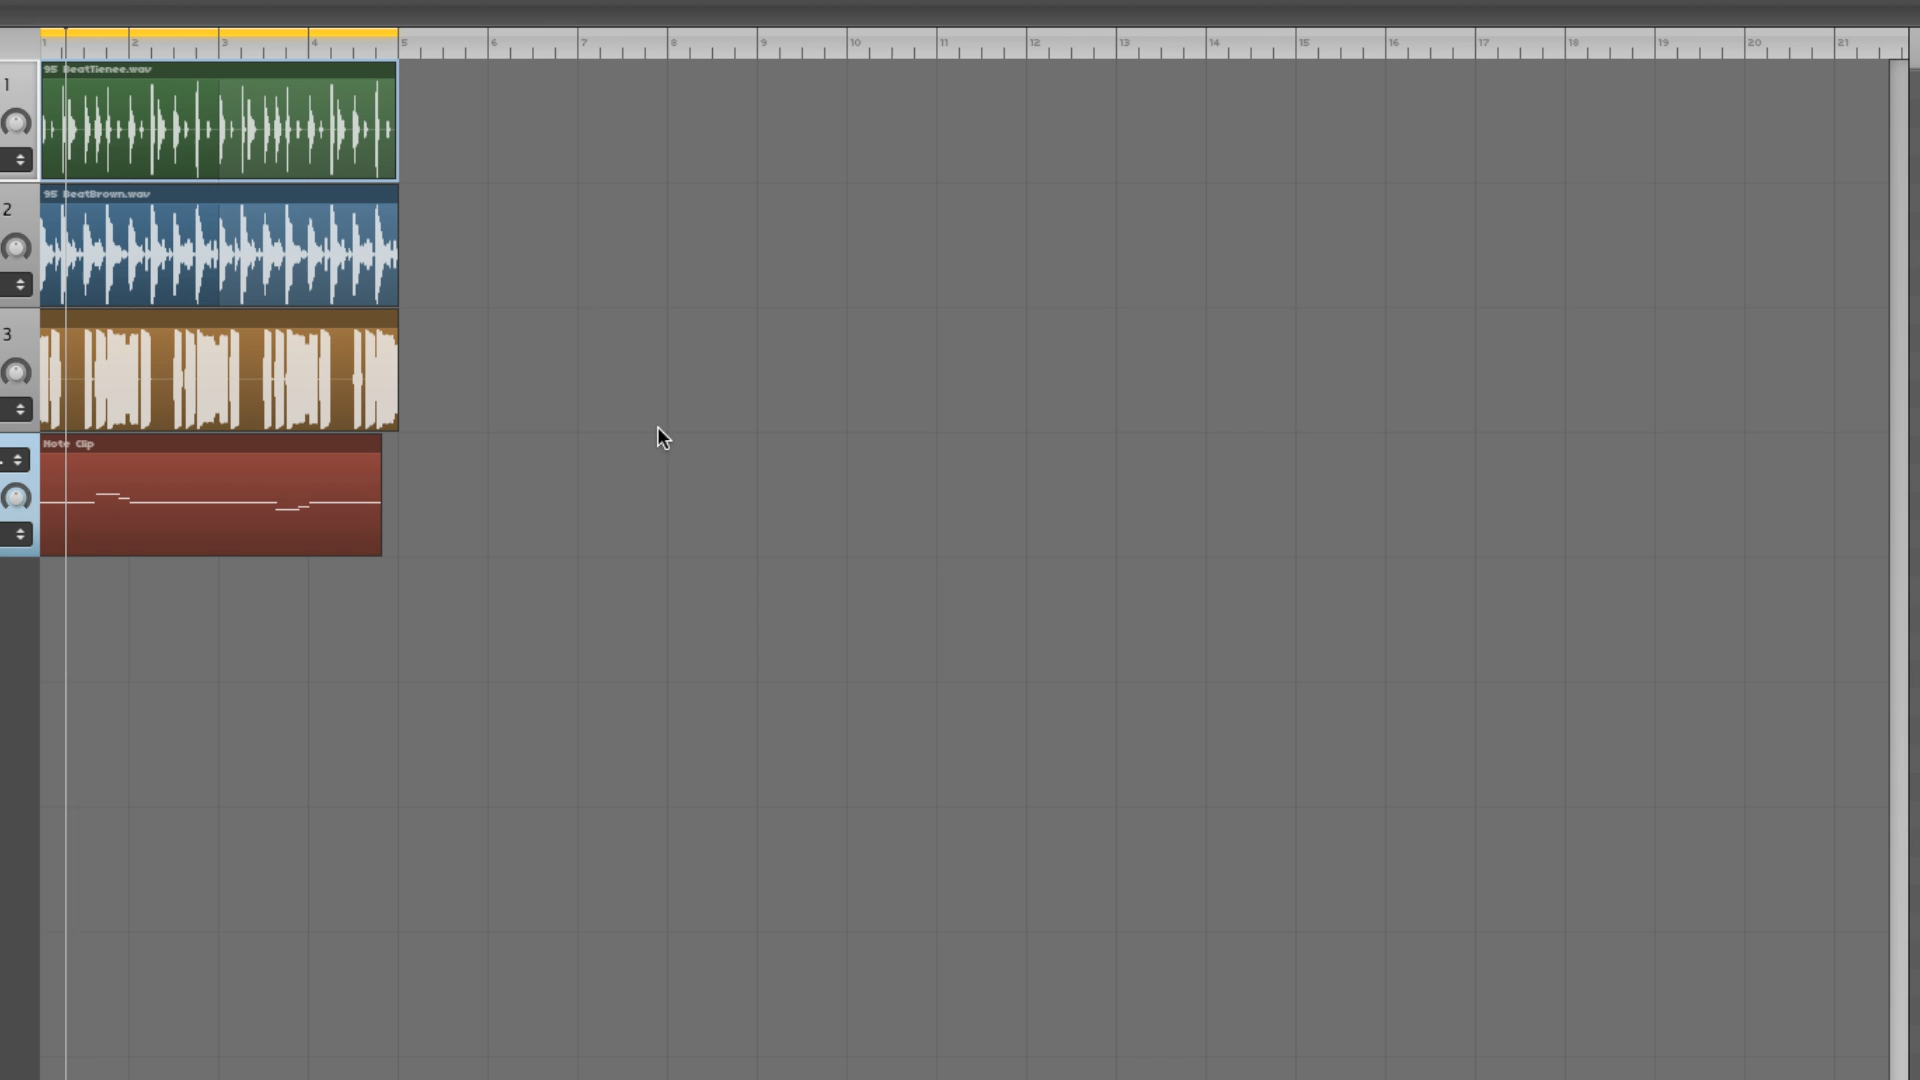 1 2 3 4 5 6 7 8 9 10 11 12 13 14 15 16 17 18 19 20 21
95 BeatTienee.wav
1
95 BeatBrown.wav
2
3
Note Clip